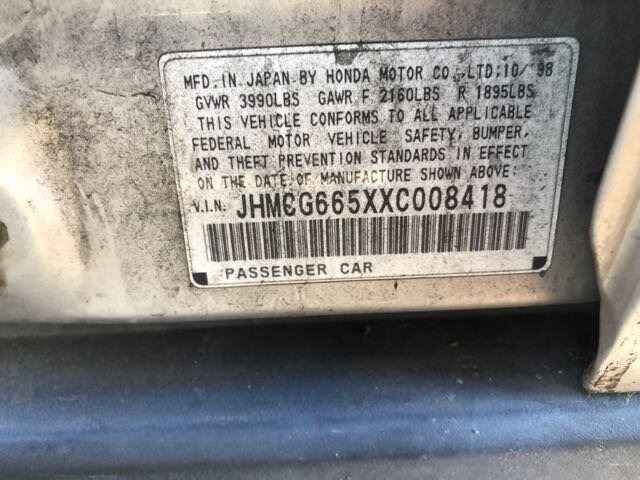 MFD.IN JAPAN BY HONDA MOTOR CO.,LTD:10/'98
GVWR 3990LBS GAWR F 2160LBS R 1895LBS
THIS VEHICLE CONFORMS TO ALL APPLICABLE
FEDERAL MOTOR VEHICLE SAFETY, BUMPER,
AND THEFT PREVENTION STANDARDS IN EFFECT
ON THE DATE OF MANUFACTURE SHOWN ABOVE.
V.I.N. JHMCG665XXC008418
PASSENGER CAR